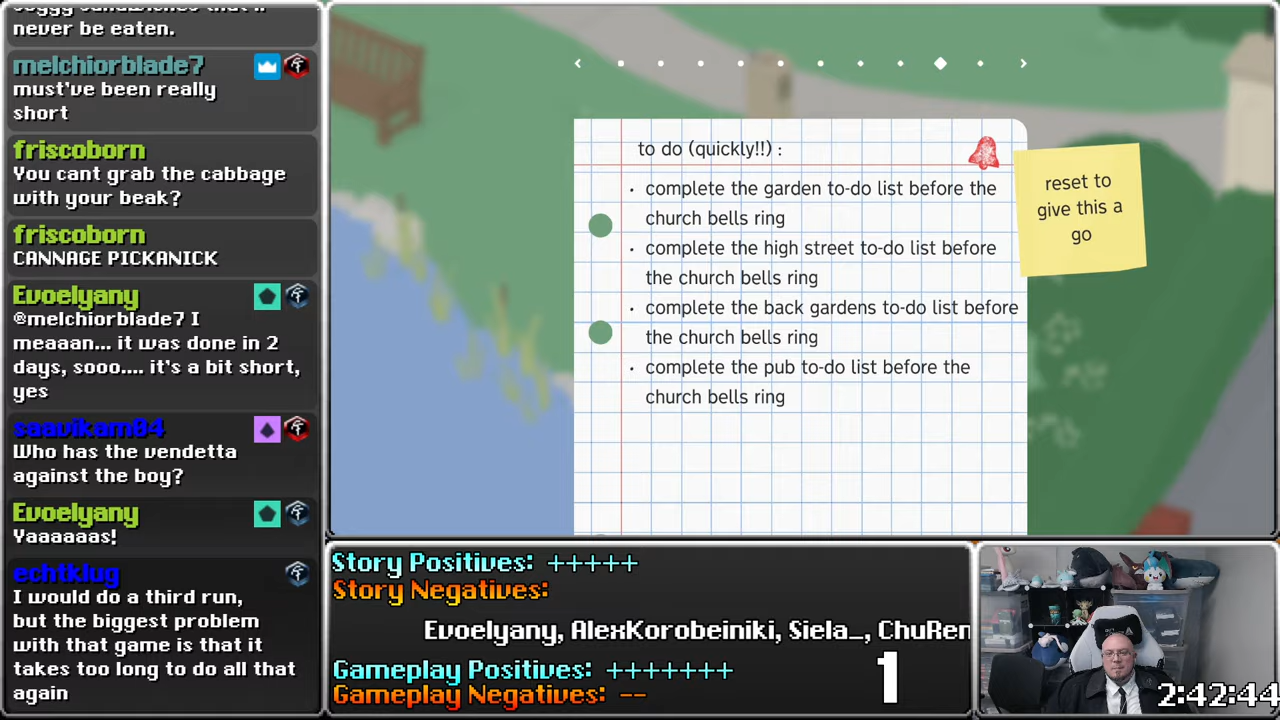 never be eaten.
melchiorblade7
must've been really
short
friscoborn
You cant grab the cabbage
with your beak?
friscoborn
CANNAGE PICKANICK
Evoelyany
@melchiorblade7 I
meaaan... it was done in 2
days, sooo.... it's a bit short,
yes
saavikam04
Who has the vendetta
against the boy?
Evoelyany
Yaaaaaas!
echtklug
I would do a third run,
but the biggest problem
with that game is that it
takes too long to do all that
again
to do (quickly!!) :
· complete the garden to-do list before the
church bells ring
· complete the high street to-do list before
the church bells ring
· complete the back gardens to-do list before
the church bells ring
· complete the pub to-do list before the
church bells ring
reset to
give this a
go
Story Positives: +++++
Story Negatives:
Evoelyany, AlexKorobeiniki, Siela_, ChuRen
Gameplay Positives: +++++++
Gameplay Negatives: --
1
2:42:44